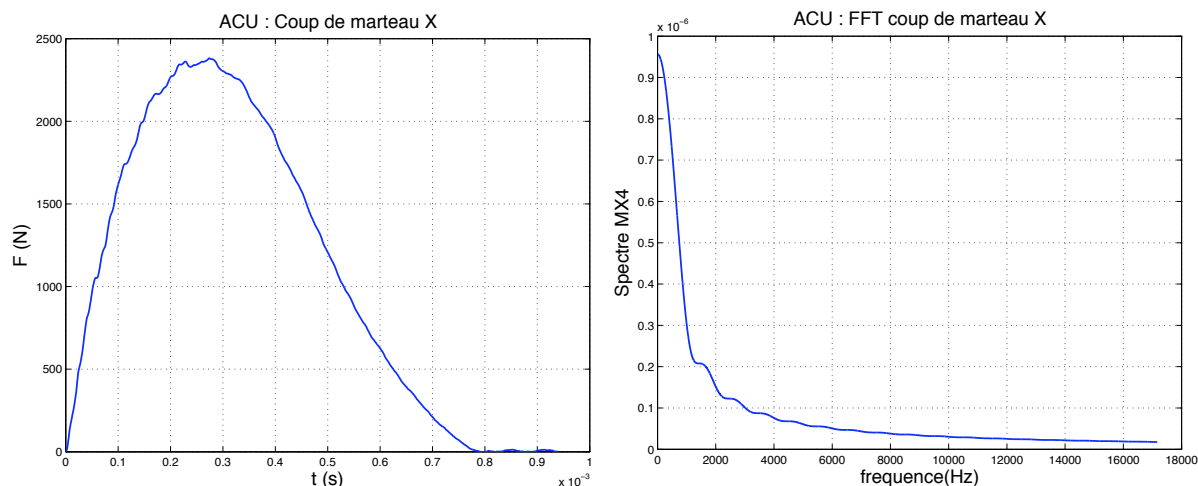 ACU : Coup de marteau X
2500
2000
1500
1000
500
0
F (N)
0 0.1 0.2 0.3 0.4 0.5 0.6 0.7 0.8 0.9 1
t (s)
x 10⁻³
ACU : FFT coup de marteau X
x 10⁻⁶
1
0.9
0.8
0.7
0.6
0.5
0.4
0.3
0.2
0.1
0
Spectre MX4
0 2000 4000 6000 8000 10000 12000 14000 16000 18000
frequence(Hz)